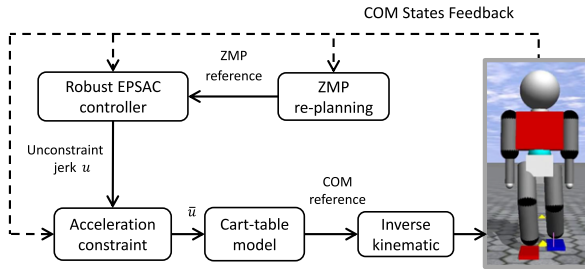 COM States Feedback
ZMP
reference
Robust EPSAC
controller
ZMP
re-planning
Unconstraint
jerk u
COM
reference
Acceleration
constraint
ū
Cart-table
model
Inverse
kinematic